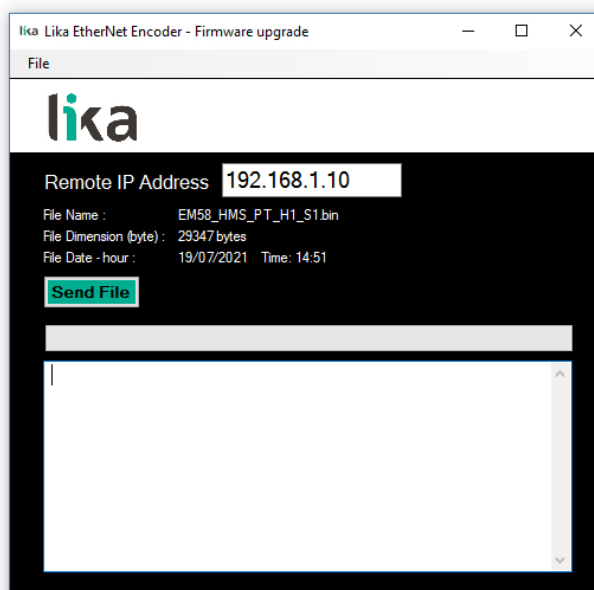 lika Lika EtherNet Encoder - Firmware upgrade
File
lika
Remote IP Address 192.168.1.10
File Name : EM58_HMS_PT_H1_S1.bin
File Dimension (byte) : 29347 bytes
File Date - hour : 19/07/2021 Time: 14:51
Send File